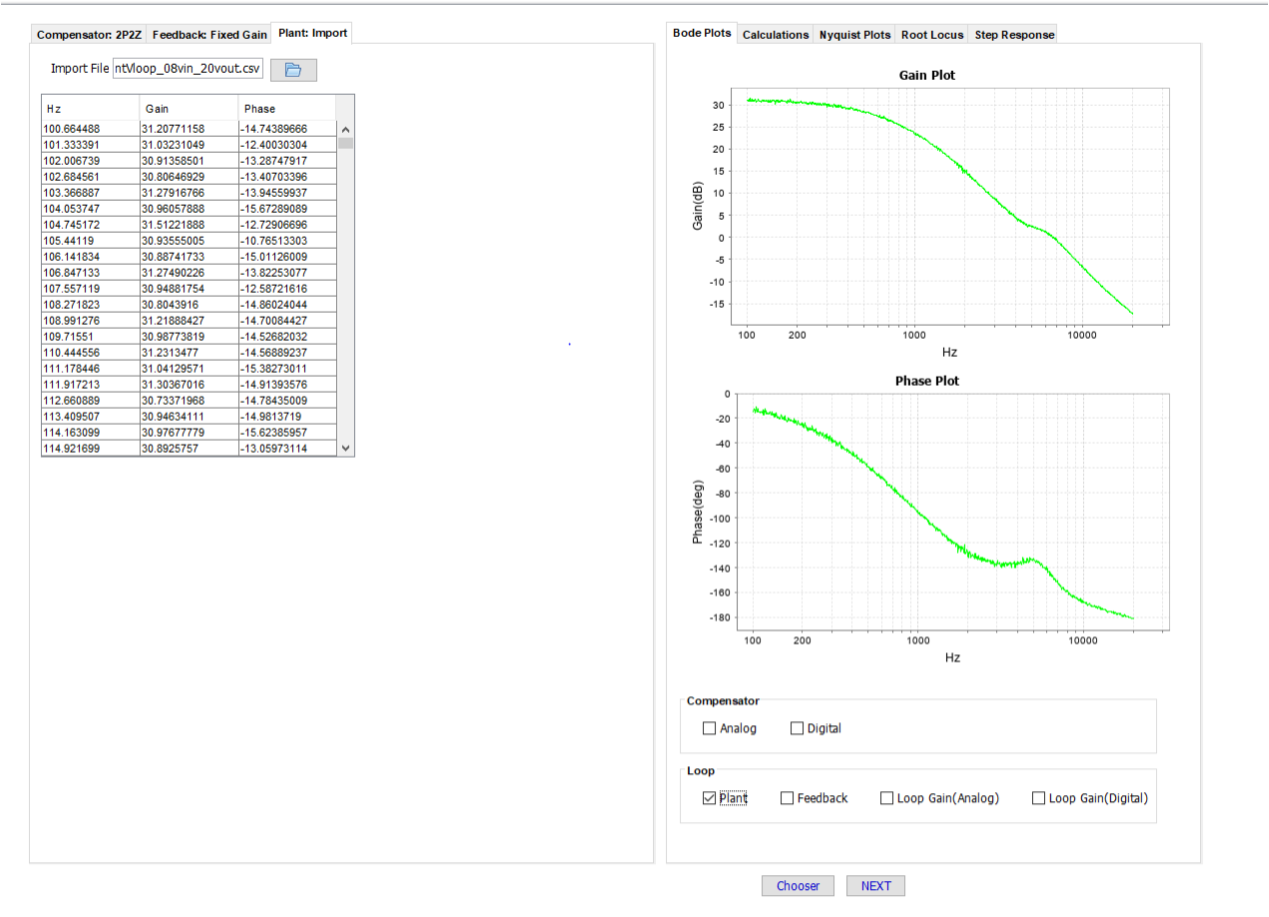 Compensator: 2P2Z Feedback: Fixed Gain Plant: Import
Import File ntVloop_08vin_20vout.csv
Hz Gain Phase
100.664488 31.20771158 -14.74389666
101.333391 31.03231049 -12.40030304
102.006739 30.91358501 -13.28747917
102.684561 30.80646929 -13.40703396
103.366887 31.27916766 -13.94559937
104.053747 30.96057888 -15.67289089
104.745172 31.51221888 -12.72906696
105.44119 30.93555005 -10.76513303
106.141834 30.88741733 -15.01126009
106.847133 31.27490226 -13.82253077
107.557119 30.94881754 -12.58721616
108.271823 30.8043916 -14.86024044
108.991276 31.21888427 -14.70084427
109.71551 30.98773819 -14.52682032
110.444556 31.2313477 -14.56889237
111.178446 31.04129571 -15.38273011
111.917213 31.30367016 -14.91393576
112.660889 30.73371968 -14.78435009
113.409507 30.94634111 -14.9813719
114.163099 30.97677779 -15.62385957
114.921699 30.8925757 -13.05973114
Bode Plots Calculations Nyquist Plots Root Locus Step Response
Gain Plot
Gain(dB)
30
25
20
15
10
5
0
-5
-10
-15
100 200 1000 10000
Hz
Phase Plot
Phase(deg)
0
-20
-40
-60
-80
-100
-120
-140
-160
-180
100 200 1000 10000
Hz
Compensator
Analog Digital
Loop
Plant Feedback Loop Gain(Analog) Loop Gain(Digital)
Chooser NEXT